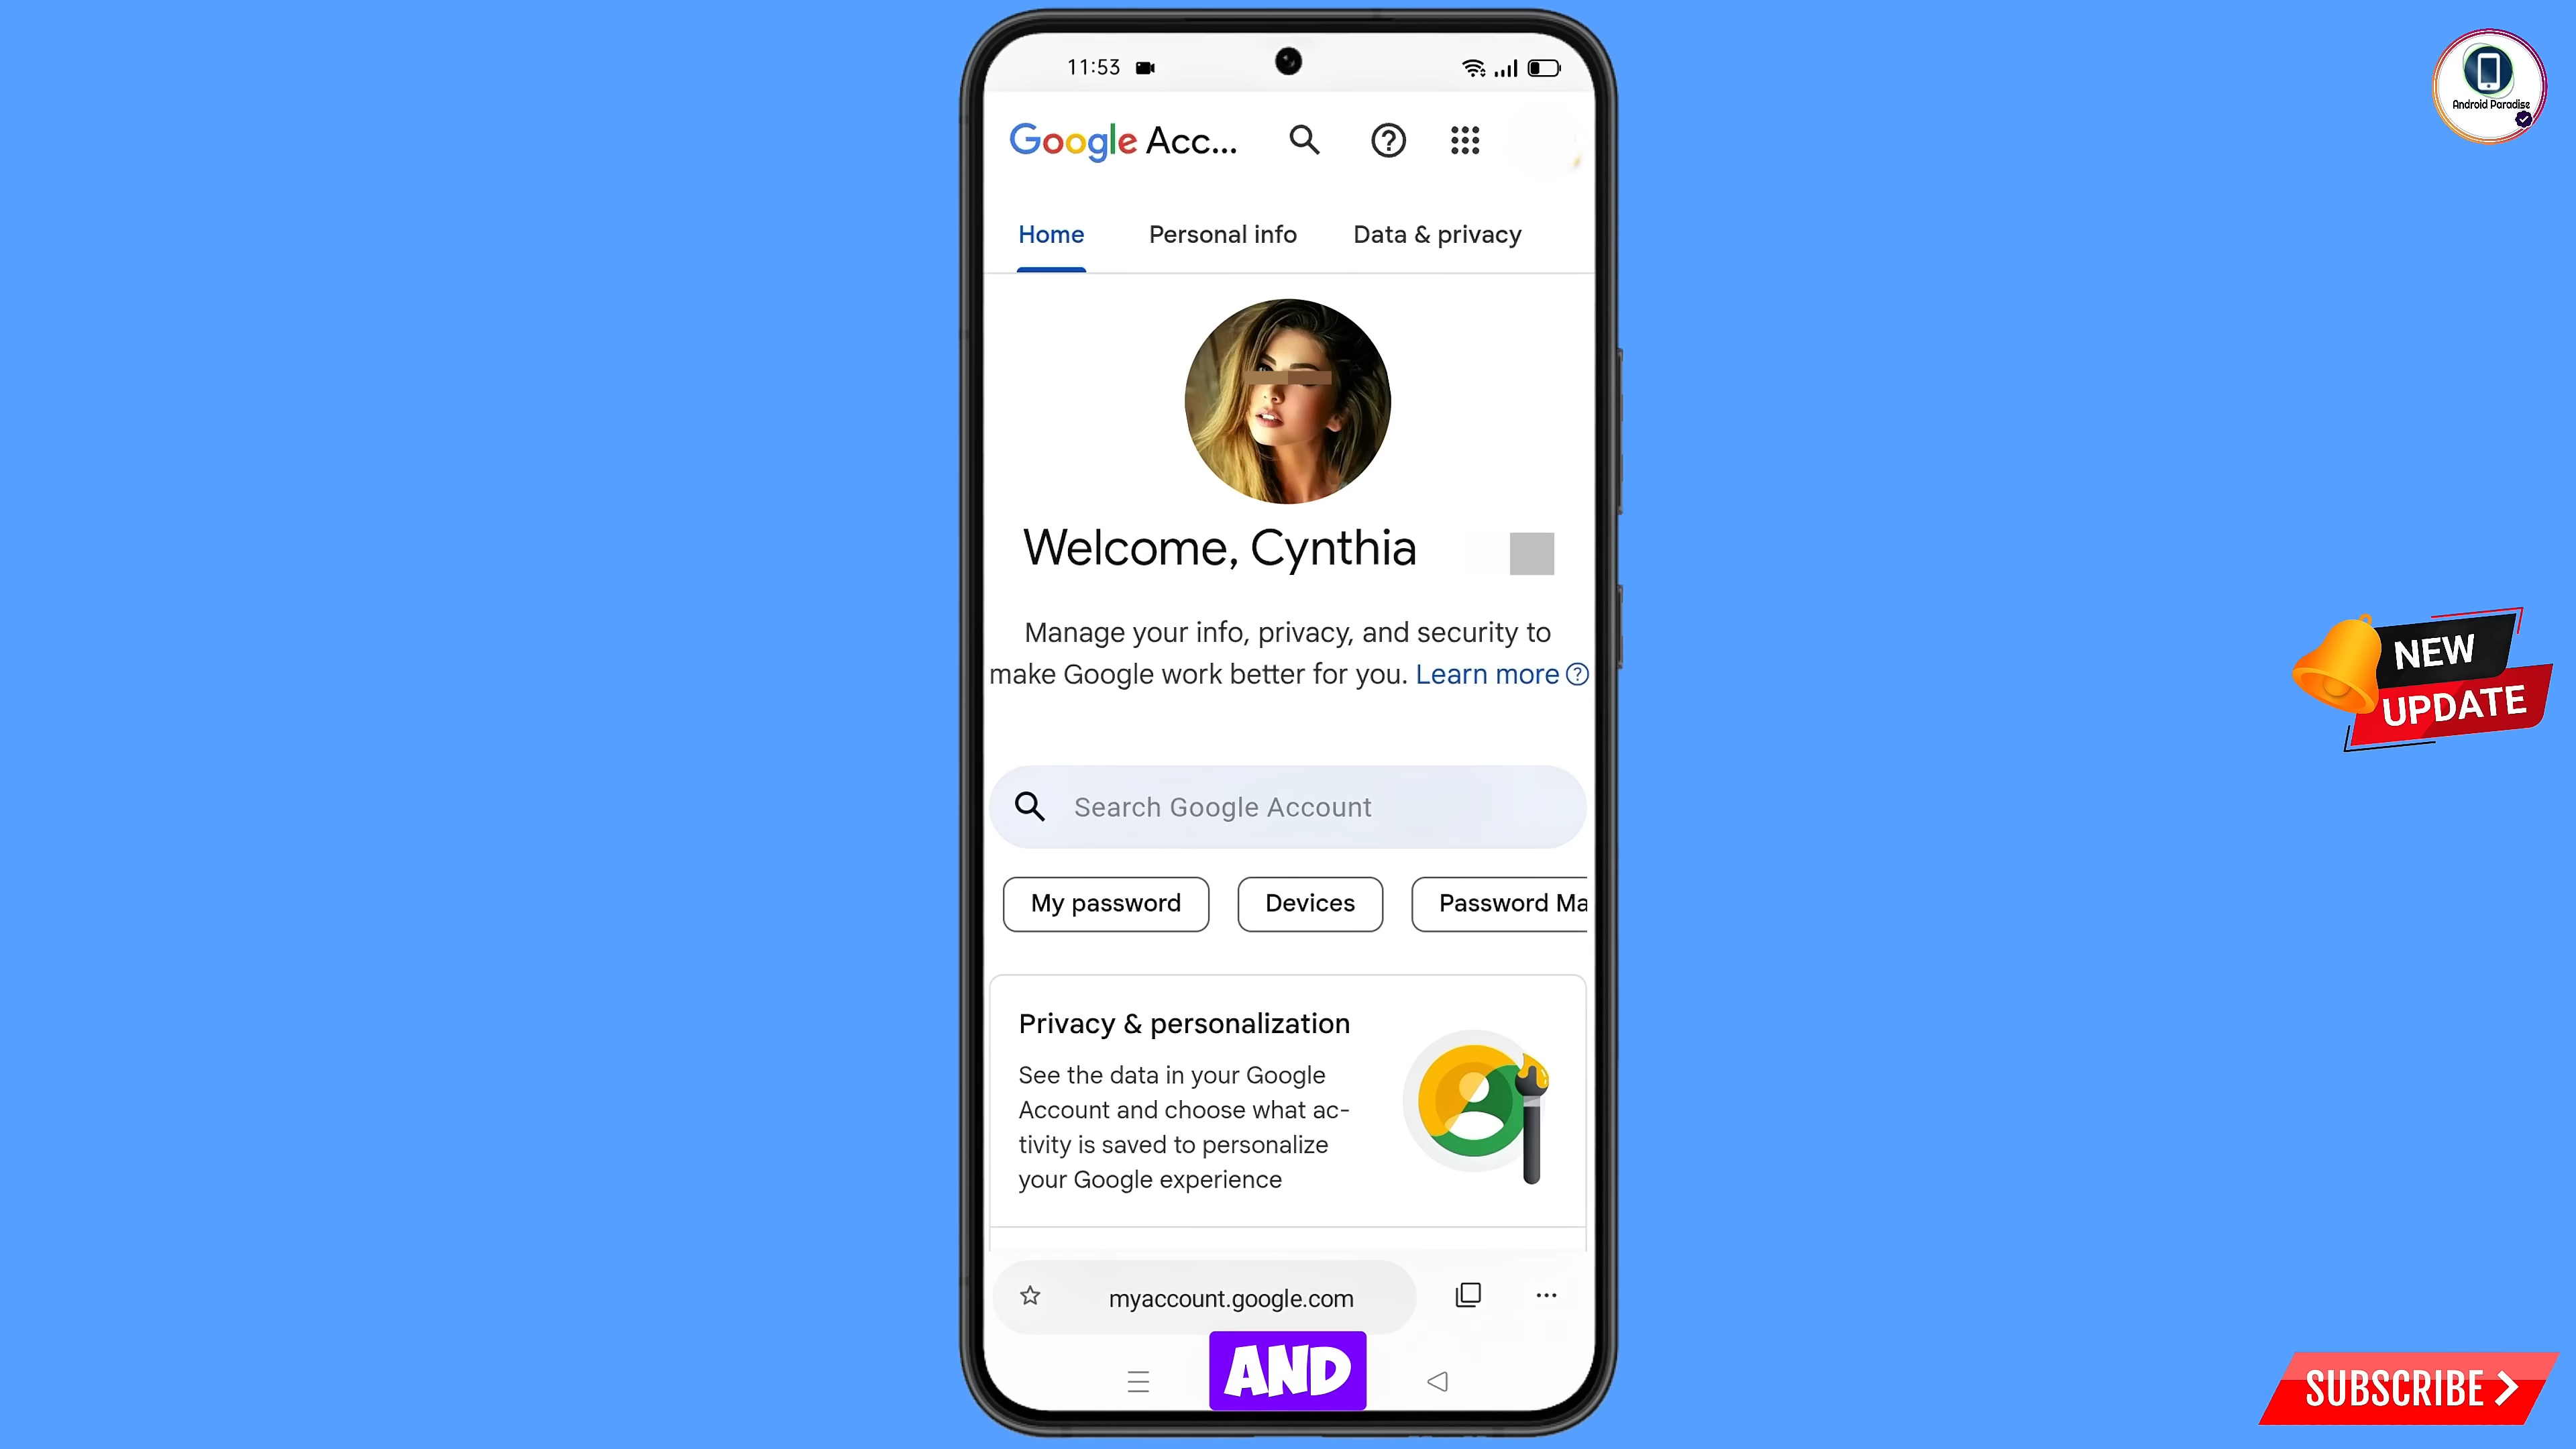 11:53
Google Acc...
Home Personal info Data & privacy
Welcome, Cynthia
Manage your info, privacy, and security to
make Google work better for you. Learn more
Search Google Account
My password Devices Password Ma
Privacy & personalization
See the data in your Google
Account and choose what ac-
tivity is saved to personalize
your Google experience
myaccount.google.com
AND
Android Paradise
NEW
UPDATE
SUBSCRIBE